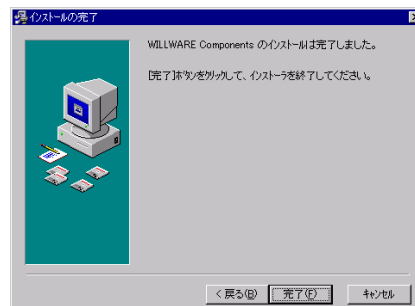 インストールの完了
WILLWARE Components のインストールは完了しました。
[完了]ボタンをクリックして、インストーラを終了してください。
< 戻る(B)
完了(F)
キャンセル